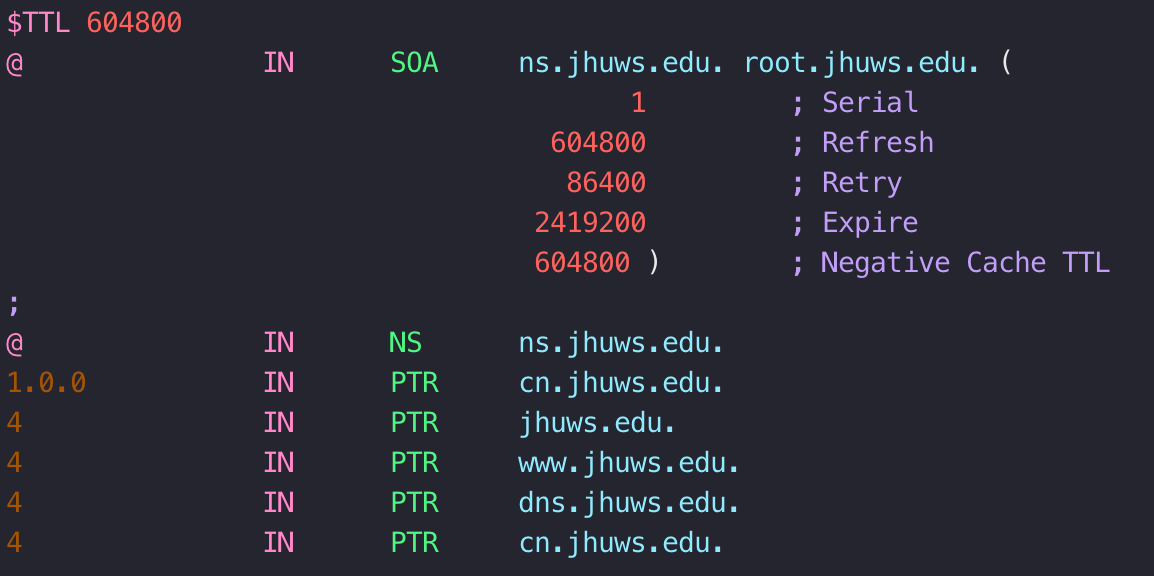 $TTL 604800
@ IN SOA ns.jhuws.edu. root.jhuws.edu. (
1 ; Serial
604800 ; Refresh
86400 ; Retry
2419200 ; Expire
604800 ) ; Negative Cache TTL
;
@ IN NS ns.jhuws.edu.
1.0.0 IN PTR cn.jhuws.edu.
4 IN PTR jhuws.edu.
4 IN PTR www.jhuws.edu.
4 IN PTR dns.jhuws.edu.
4 IN PTR cn.jhuws.edu.